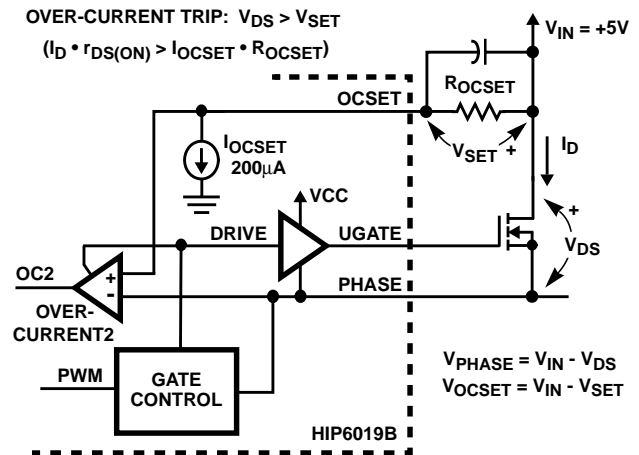 OVER-CURRENT TRIP: VDS > VSET
(ID • rDS(ON) > IOCSET • ROCSET)
VIN = +5V
OCSET
ROCSET
IOCSET
200µA
VSET +
ID
VCC
+
DRIVE
UGATE
VDS
OC2
+
-
PHASE
OVER-
CURRENT2
PWM
GATE
CONTROL
VPHASE = VIN - VDS
VOCSET = VIN - VSET
HIP6019B